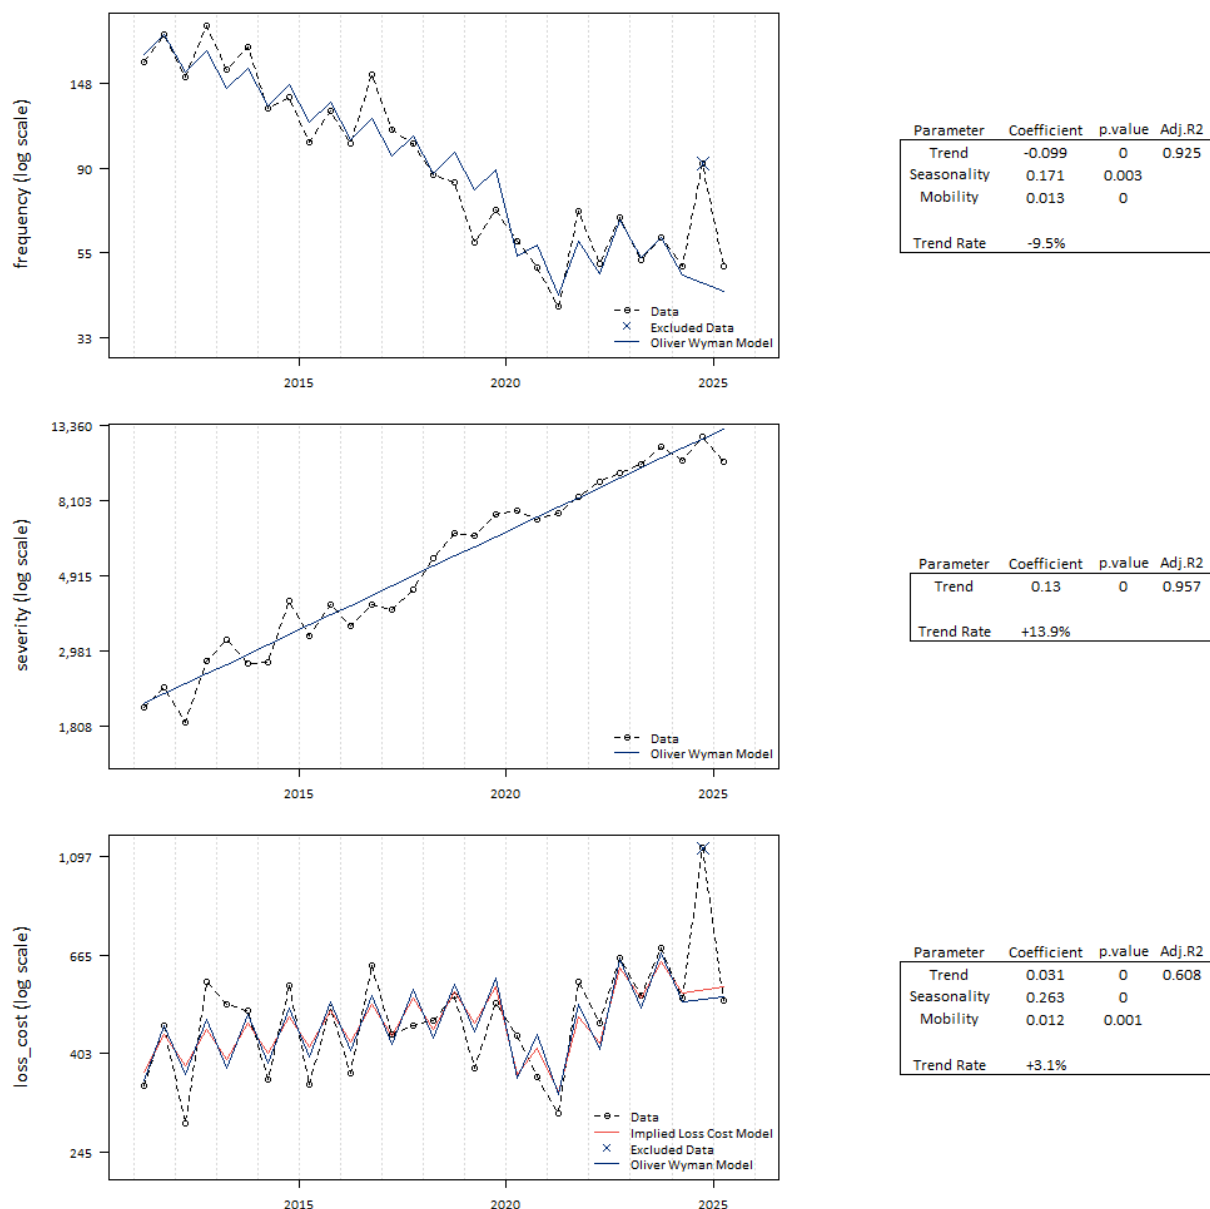 frequency (log scale)
148
90
55
33
Data
Excluded Data
Oliver Wyman Model
2015 2020 2025
Parameter Coefficient p.value Adj.R2
Trend -0.099 0 0.925
Seasonality 0.171 0.003
Mobility 0.013 0
Trend Rate -9.5%
severity (log scale)
13,360
8,103
4,915
2,981
1,808
Data
Oliver Wyman Model
2015 2020 2025
Parameter Coefficient p.value Adj.R2
Trend 0.13 0 0.957
Trend Rate +13.9%
loss_cost (log scale)
1,097
665
403
245
Data
Implied Loss Cost Model
Excluded Data
Oliver Wyman Model
2015 2020 2025
Parameter Coefficient p.value Adj.R2
Trend 0.031 0 0.608
Seasonality 0.263 0
Mobility 0.012 0.001
Trend Rate +3.1%